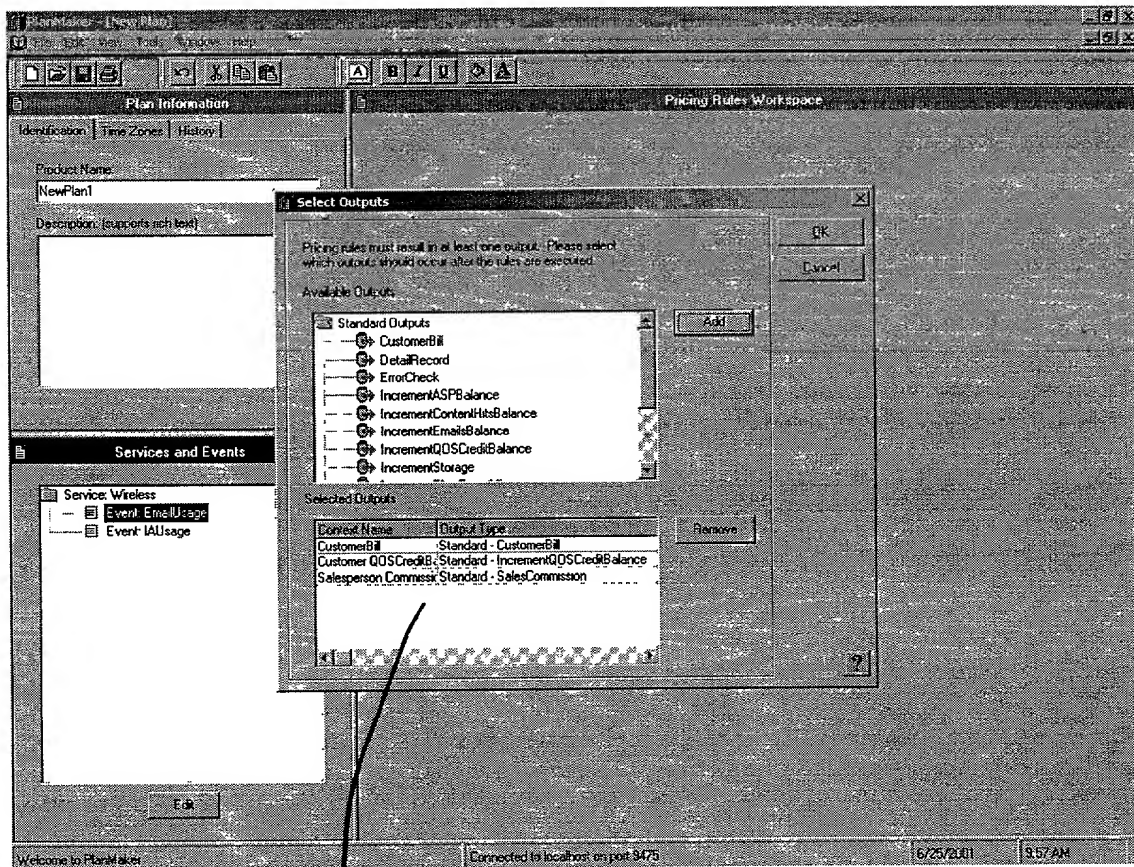 PlanMaker - [New Plan]
File Edit View Tools Window Help
A B I U A
Plan Information
Identification Time Zones History
Product Name:
NewPlan1
Description: (supports rich text)
Services and Events
Service: Wireless
Event: EmailUsage
Event: IAUsage
Edit
Pricing Rules Workspace
Select Outputs
Pricing rules must result in at least one output. Please select
which outputs should occur after the rules are executed.
Available Outputs
Standard Outputs
CustomerBill
DetailRecord
ErrorCheck
IncrementASPBalance
IncrementContentHitsBalance
IncrementEmailsBalance
IncrementQOSCreditBalance
IncrementStorage
Selected Outputs
Context Name Output Type
CustomerBill Standard - CustomerBill
Customer QOSCreditBa Standard - IncrementQOSCreditBalance
Salesperson Commissi Standard - SalesCommission
OK
Cancel
Add
Remove
?
Welcome to PlanMaker
Connected to localhost on port 9475
6/25/2001
9:57 AM